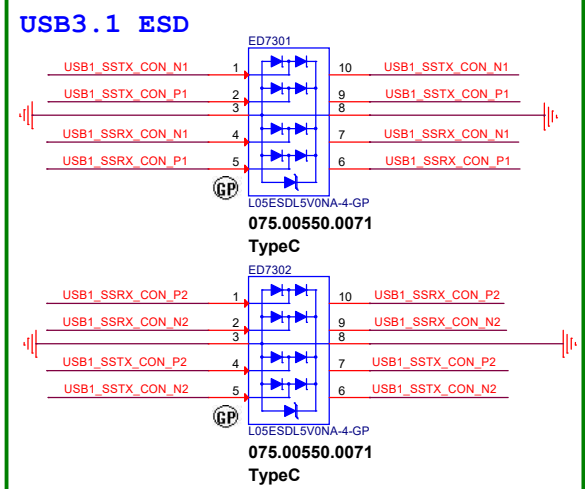 USB3.1 ESD
ED7301
USB1_SSTX_CON_N1 1 10 USB1_SSTX_CON_N1
USB1_SSTX_CON_P1 2 9 USB1_SSTX_CON_P1
3 8
USB1_SSRX_CON_N1 4 7 USB1_SSRX_CON_N1
USB1_SSRX_CON_P1 5 6 USB1_SSRX_CON_P1
GP
L05ESDL5V0NA-4-GP
075.00550.0071
TypeC
ED7302
USB1_SSRX_CON_P2 1 10 USB1_SSRX_CON_P2
USB1_SSRX_CON_N2 2 9 USB1_SSRX_CON_N2
3 8
USB1_SSTX_CON_P2 4 7 USB1_SSTX_CON_P2
USB1_SSTX_CON_N2 5 6 USB1_SSTX_CON_N2
GP
L05ESDL5V0NA-4-GP
075.00550.0071
TypeC